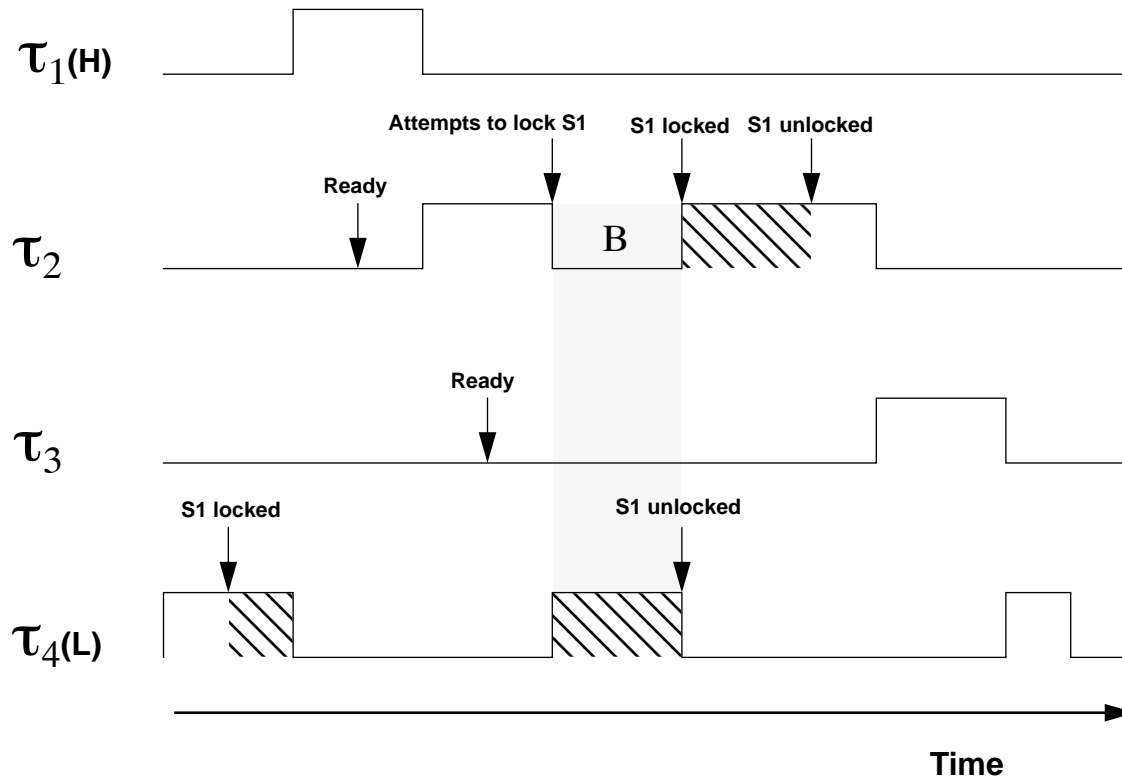 τ1(H)
Attempts to lock S1
S1 locked
S1 unlocked
Ready
B
τ2
Ready
τ3
S1 locked
S1 unlocked
τ4(L)
Time